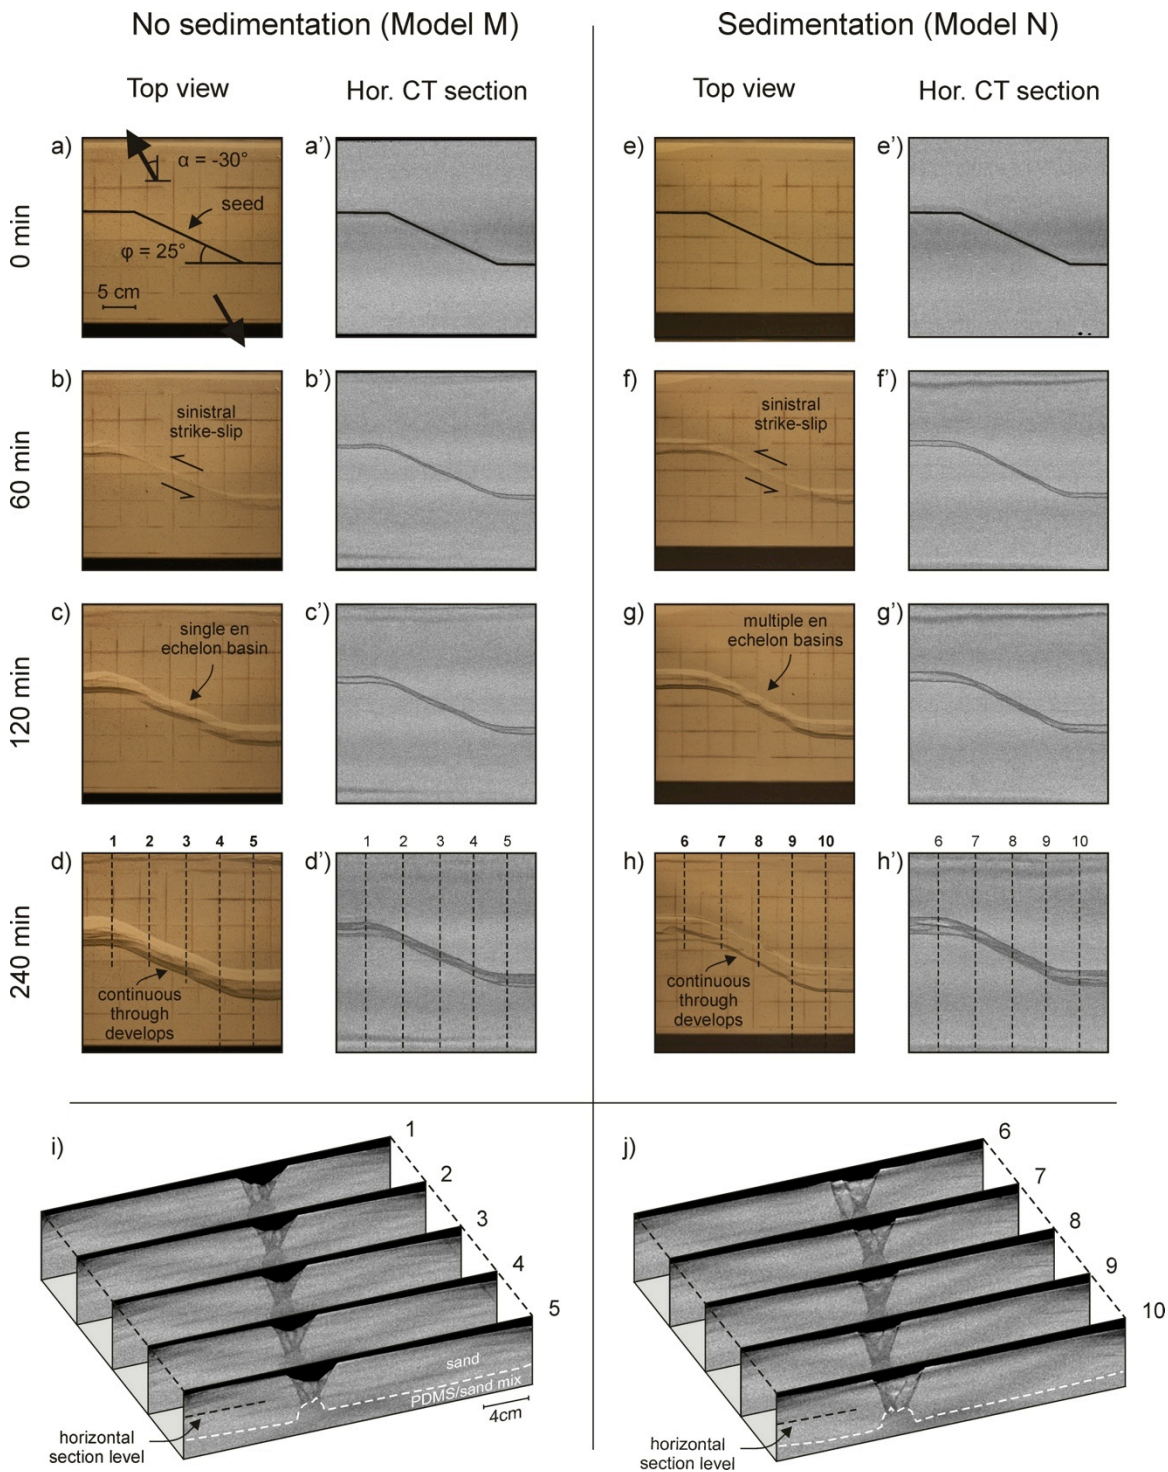 No sedimentation (Model M)
Sedimentation (Model N)
Top view
Hor. CT section
Top view
Hor. CT section
0 min
a)
α = -30°
seed
φ = 25°
5 cm
a')
e)
e')
60 min
b)
sinistral
strike-slip
b')
f)
sinistral
strike-slip
f')
120 min
c)
single en
echelon basin
c')
g)
multiple en
echelon basins
g')
240 min
d)
1 2 3 4 5
continuous
through
develops
d')
1 2 3 4 5
h)
6 7 8 9 10
continuous
through
develops
h')
6 7 8 9 10
i)
1
2
3
4
5
sand
PDMS/sand mix
4cm
horizontal
section level
j)
6
7
8
9
10
horizontal
section level